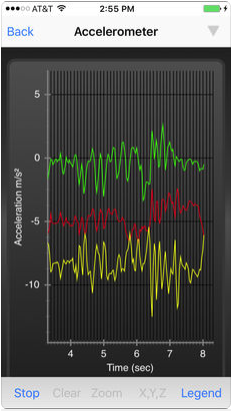 AT&T 2:55 PM
Back Accelerometer
5
0
-5
-10
Acceleration m/s²
4 5 6 7 8
Time (sec)
Stop Clear Zoom X,Y,Z Legend